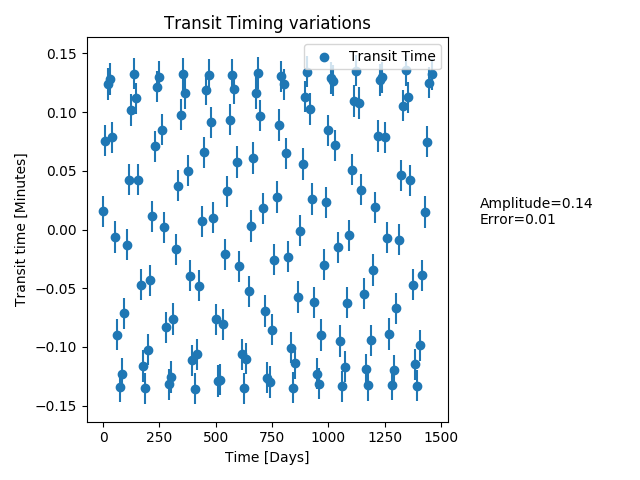 Transit Timing variations
Transit Time
0.15
0.10
0.05
0.00
−0.05
−0.10
−0.15
Transit time [Minutes]
0
250
500
750
1000
1250
1500
Time [Days]
Amplitude=0.14
Error=0.01